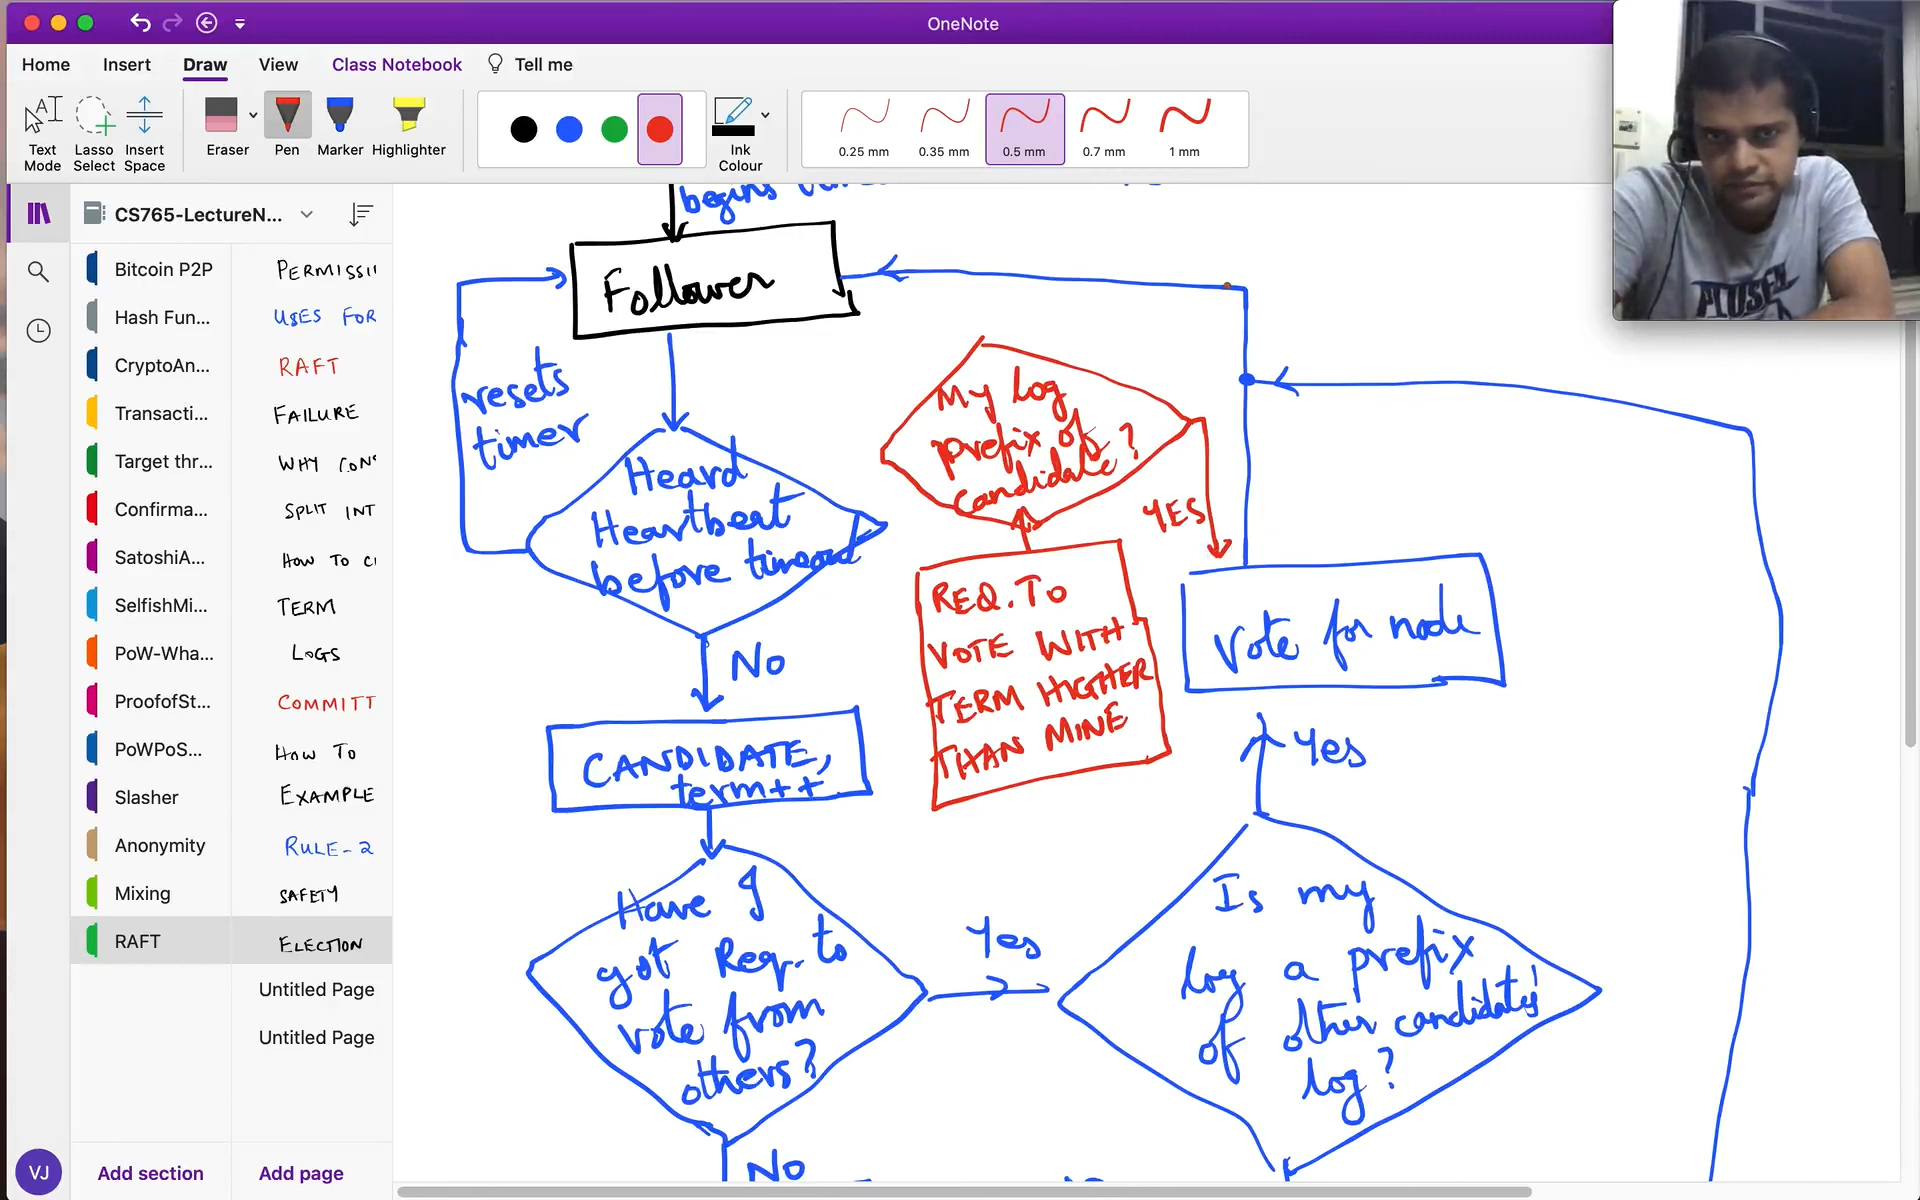 OneNote
Home Insert Draw View Class Notebook Tell me
Text Mode
Lasso Select
Insert Space
Eraser
Pen
Marker
Highlighter
Ink Colour
0.25 mm
0.35 mm
0.5 mm
0.7 mm
1 mm
CS765-LectureN...
Bitcoin P2P
Hash Fun...
CryptoAn...
Transacti...
Target thr...
Confirma...
SatoshiA...
SelfishMi...
PoW-Wha...
ProofofSt...
PoWPoS...
Slasher
Anonymity
Mixing
RAFT
PERMISSI
USES FOR
RAFT
FAILURE
WHY CONS
SPLIT INT
HOW TO
TERM
LOGS
COMMITT
HOW TO
EXAMPLE
RULE-2
SAFETY
ELECTION
Untitled Page
Untitled Page
VJ
Add section
Add page
begins
Follower
resets
timer
Heard
Heartbeat
before timeout
No
CANDIDATE,
term++
Have I
got Req. to
vote from
others?
No
Yes
My log
prefix of
candidate?
YES
REQ. TO
VOTE WITH
TERM HIGHER
THAN MINE
Vote for node
Yes
Is my
log a prefix
of other candidates'
log?